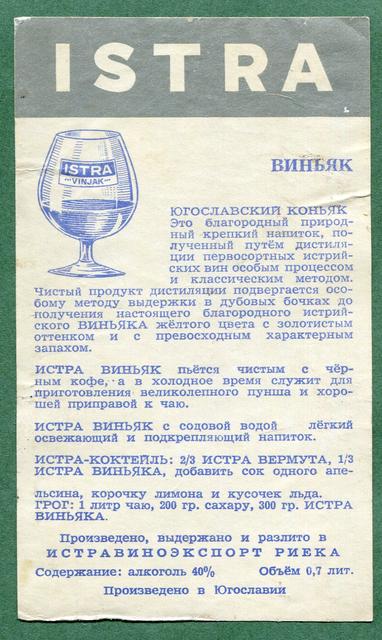 ISTRA
ISTRA
VINJAK
ВИНЬЯК
ЮГОСЛАВСКИЙ КОНЬЯК
Это благородный природ-
ный крепкий напиток, по-
лученный путём дистиля-
ции первосортных истрий-
ских вин особым процессом
и классическим методом.
Чистый продукт дистиляции подвергается осо-
бому методу выдержки в дубовых бочках до
получения настоящего благородного истрий-
ского ВИНЬЯКА жёлтого цвета с золотистым
оттенком и с превосходным характерным
запахом.
ИСТРА ВИНЬЯК пьётся чистым с чёр-
ным кофе, а в холодное время служит для
приготовления великолепного пунша и хоро-
шей приправой к чаю.
ИСТРА ВИНЬЯК с содовой водой лёгкий
освежающий и подкрепляющий напиток.
ИСТРА-КОКТЕЙЛЬ: 2/3 ИСТРА ВЕРМУТА, 1/3
ИСТРА ВИНЬЯКА, добавить сок одного апе-
льсина, корочку лимона и кусочек льда.
ГРОГ: 1 литр чаю, 200 гр. сахару, 300 гр. ИСТРА
ВИНЬЯКА.
Произведено, выдержано и разлито в
ИСТРАВИНОЭКСПОРТ РИЕКА
Содержание: алкоголь 40% Объём 0,7 лит.
Произведено в Югославии